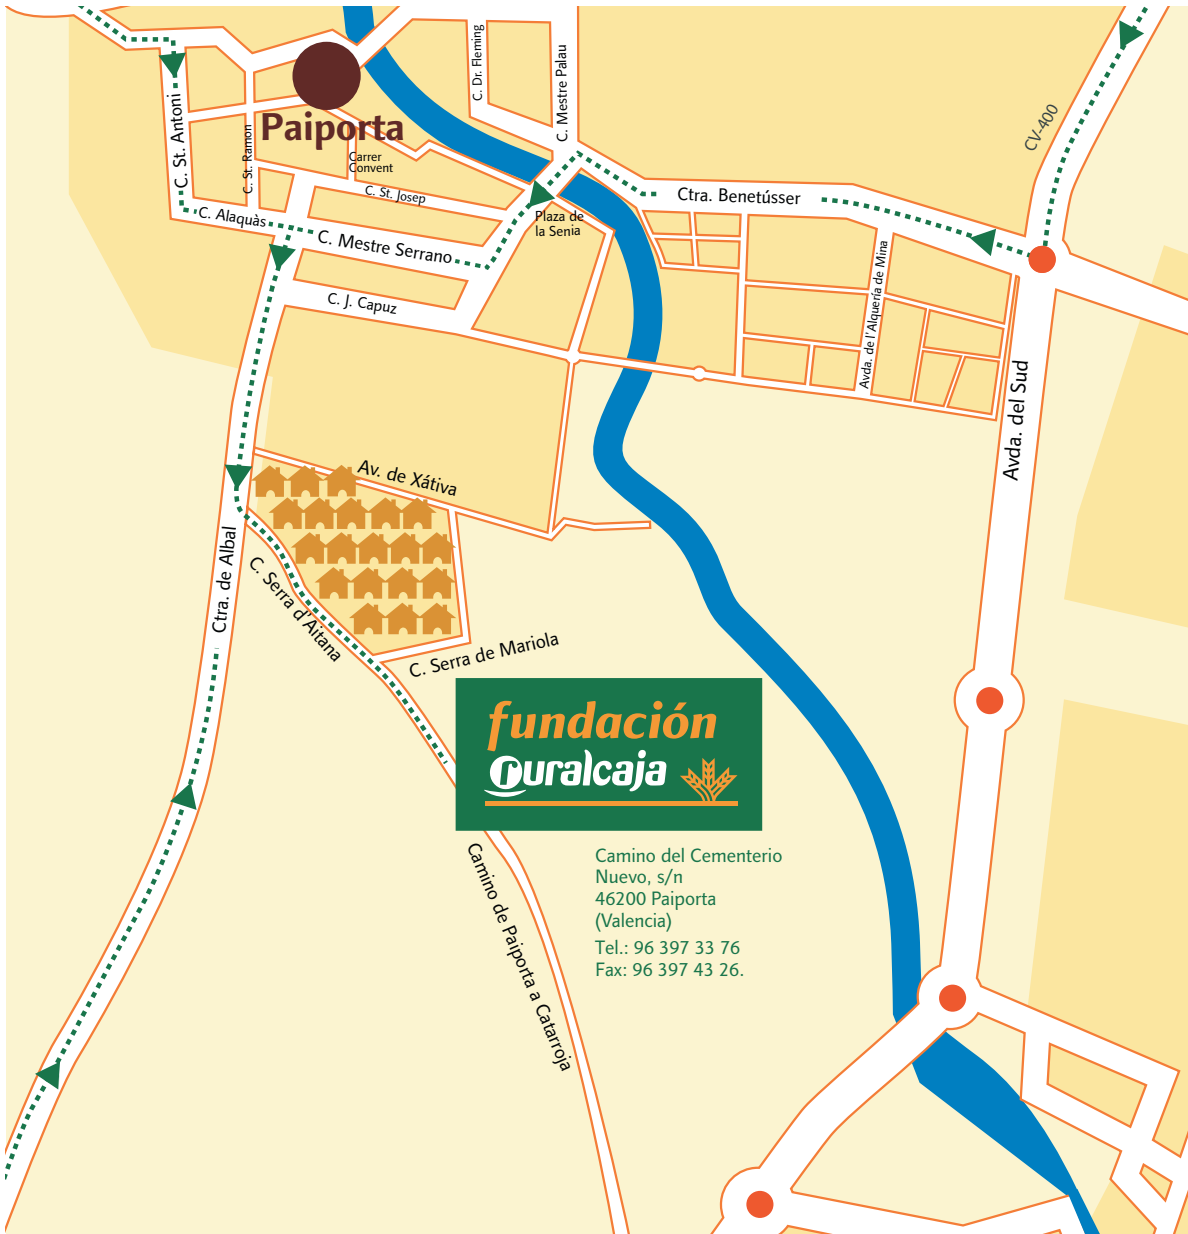 C. Dr. Fleming
C. Mestre Palau
CV-400
C. St. Antoni
C. St. Ramon
Paiporta
Carrer
Convent
C. St. Josep
C. Alaquàs
C. Mestre Serrano
Plaza de
la Senia
Ctra. Benetússer
C. J. Capuz
Avda. de l'Alquería de Mina
Avda. del Sud
Av. de Xátiva
Ctra. de Albal
C. Serra d'Aitana
C. Serra de Mariola
fundación
ruralcaja
Camino de Paiporta a Catarroja
Camino del Cementerio
Nuevo, s/n
46200 Paiporta
(Valencia)
Tel.: 96 397 33 76
Fax: 96 397 43 26.